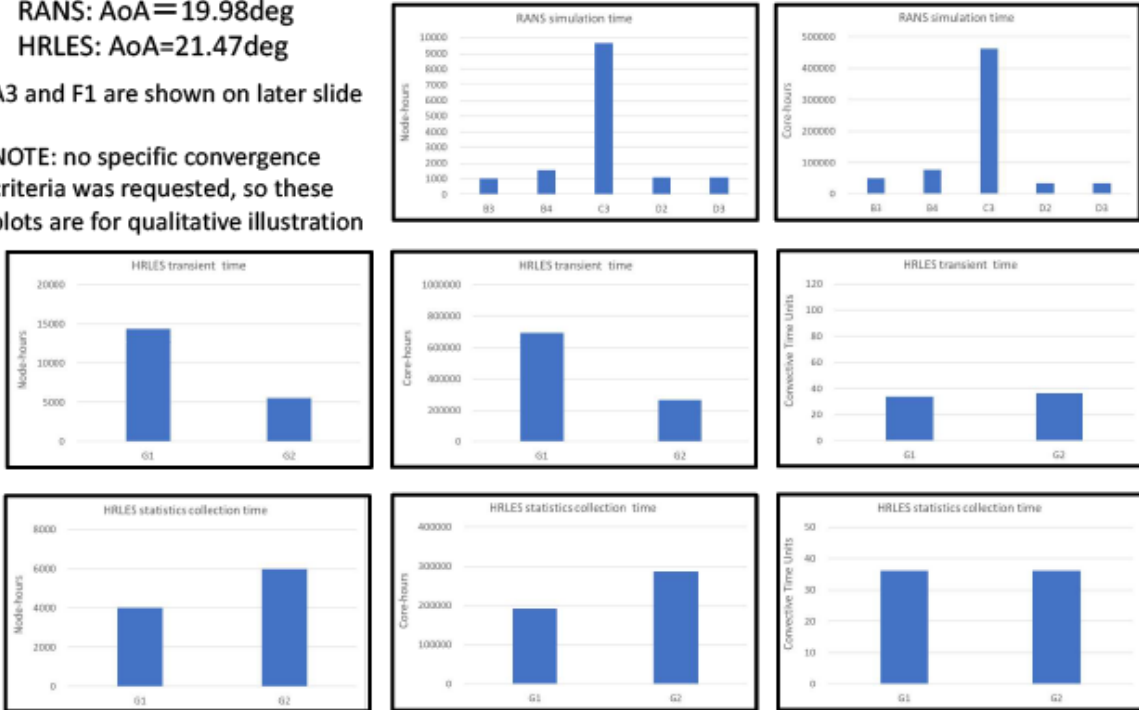 RANS: AoA＝19.98deg
HRLES: AoA=21.47deg
A3 and F1 are shown on later slide
NOTE: no specific convergence
criteria was requested, so these
plots are for qualitative illustration
RANS simulation time
Node-hours
10000
9000
8000
7000
6000
5000
4000
3000
2000
1000
0
B3 B4 C3 D2 D3
RANS simulation time
Core-hours
500000
400000
300000
200000
100000
0
B3 B4 C3 D2 D3
HRLES transient time
Node-hours
20000
15000
10000
5000
0
G1 G2
HRLES transient time
Core-hours
1000000
800000
600000
400000
200000
0
G1 G2
HRLES transient time
Convective Time Units
120
100
80
60
40
20
0
G1 G2
HRLES statistics collection time
Node-hours
8000
6000
4000
2000
0
G1 G2
HRLES statistics collection time
Core-hours
400000
300000
200000
100000
0
G1 G2
HRLES statistics collection time
Convective Time Units
50
40
30
20
10
0
G1 G2